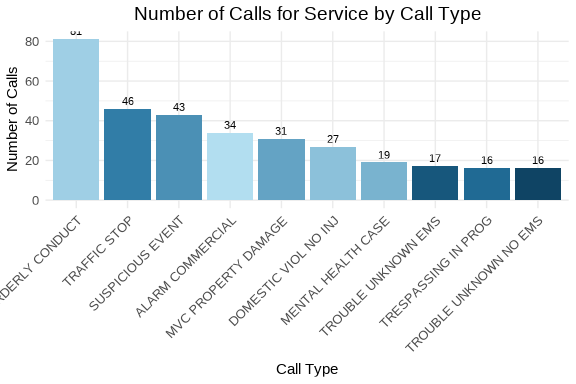 Number of Calls for Service by Call Type
Number of Calls
80
60
40
20
0
81
46
43
34
31
27
19
17
16
16
CONDUCT
TRAFFIC STOP
SUSPICIOUS EVENT
ALARM COMMERCIAL
MVC PROPERTY DAMAGE
DOMESTIC VIOL NO INJ
MENTAL HEALTH CASE
TROUBLE UNKNOWN EMS
TRESPASSING IN PROG
TROUBLE UNKNOWN NO EMS
Call Type